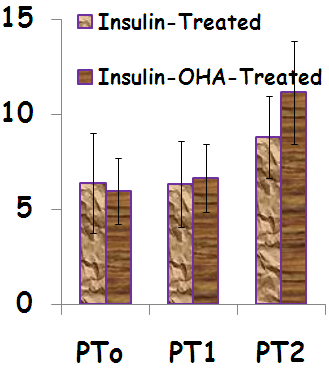 15
Insulin-Treated
Insulin-OHA-Treated
10
5
0
PTo PT1 PT2